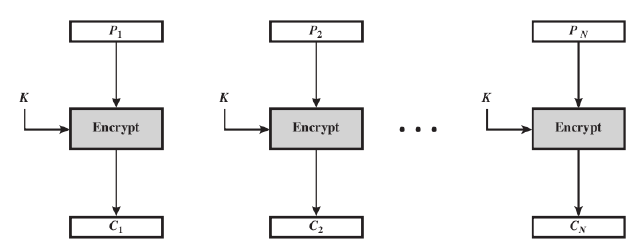 P1 P2 PN
K K K
Encrypt Encrypt • • • Encrypt
C1 C2 CN